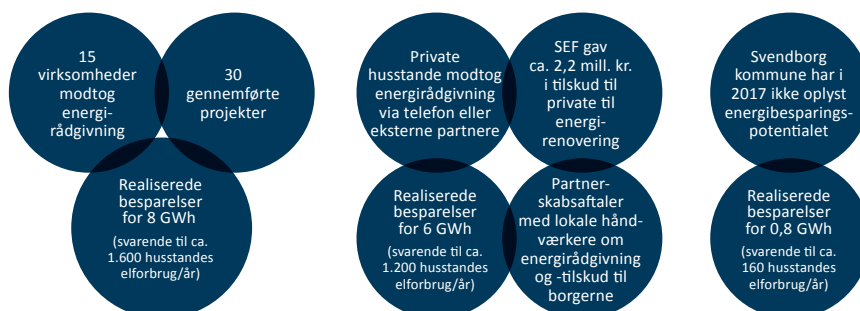 15
virksomheder
modtog
energi-
rådgivning
30
gennemførte
projekter
Realiserede
besparelser
for 8 GWh
(svarende til ca.
1.600 husstandes
elforbrug/år)
Private
husstande modtog
energirådgivning
via telefon eller
eksterne partnere
SEF gav
ca. 2,2 mill. kr.
i tilskud til
private til
energi-
renovering
Realiserede
besparelser
for 6 GWh
(svarende til ca.
1.200 husstandes
elforbrug/år)
Partner-
skabsaftaler
med lokale hånd-
værkere om
energirådgivning
og -tilskud til
borgerne
Svendborg
kommune har i
2017 ikke oplyst
energibesparings-
potentialet
Realiserede
besparelser
for 0,8 GWh
(svarende til ca.
160 husstandes
elforbrug/år)